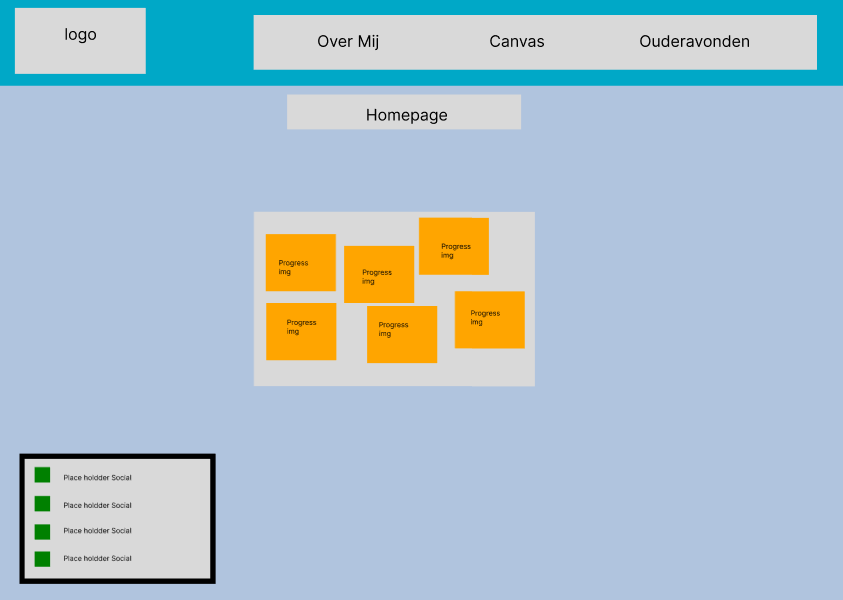 logo
Over Mij
Canvas
Ouderavonden
Homepage
Progress
img
Progress
img
Progress
img
Progress
img
Progress
img
Progress
img
Place holdder Social
Place holdder Social
Place holdder Social
Place holdder Social